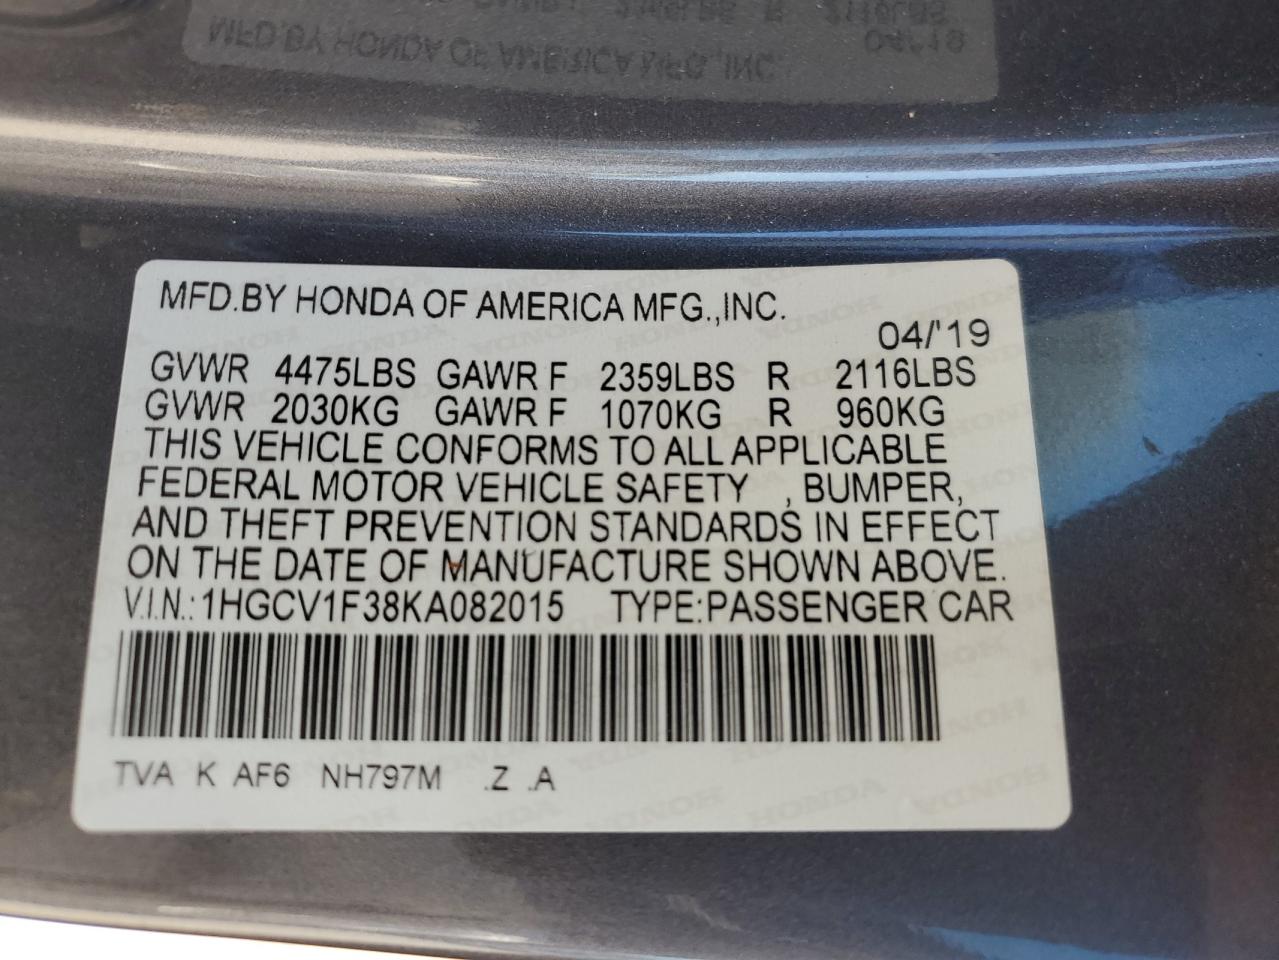 MFD.BY HONDA OF AMERICA MFG.,INC.
04/'19
GVWR 4475LBS GAWR F 2359LBS R 2116LBS
GVWR 2030KG GAWR F 1070KG R 960KG
THIS VEHICLE CONFORMS TO ALL APPLICABLE
FEDERAL MOTOR VEHICLE SAFETY , BUMPER,
AND THEFT PREVENTION STANDARDS IN EFFECT
ON THE DATE OF MANUFACTURE SHOWN ABOVE.
V.I.N.:1HGCV1F38KA082015 TYPE:PASSENGER CAR
TVA K AF6 NH797M .Z .A